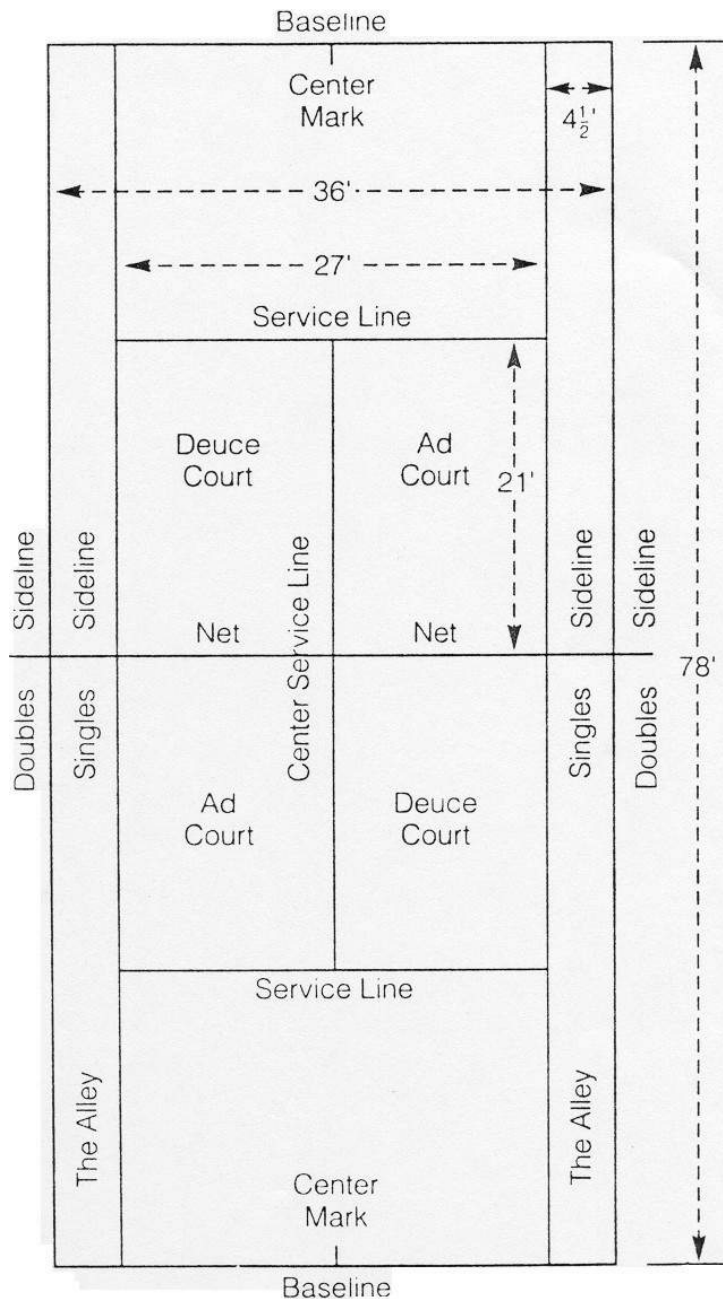 Baseline
Center
Mark
4½'
36'
27'
Service Line
Deuce
Court
Ad
Court
21'
Doubles Sideline
Singles Sideline
Center Service Line
Net
Net
Singles Sideline
Doubles Sideline
78'
Ad
Court
Deuce
Court
Service Line
The Alley
The Alley
Center
Mark
Baseline